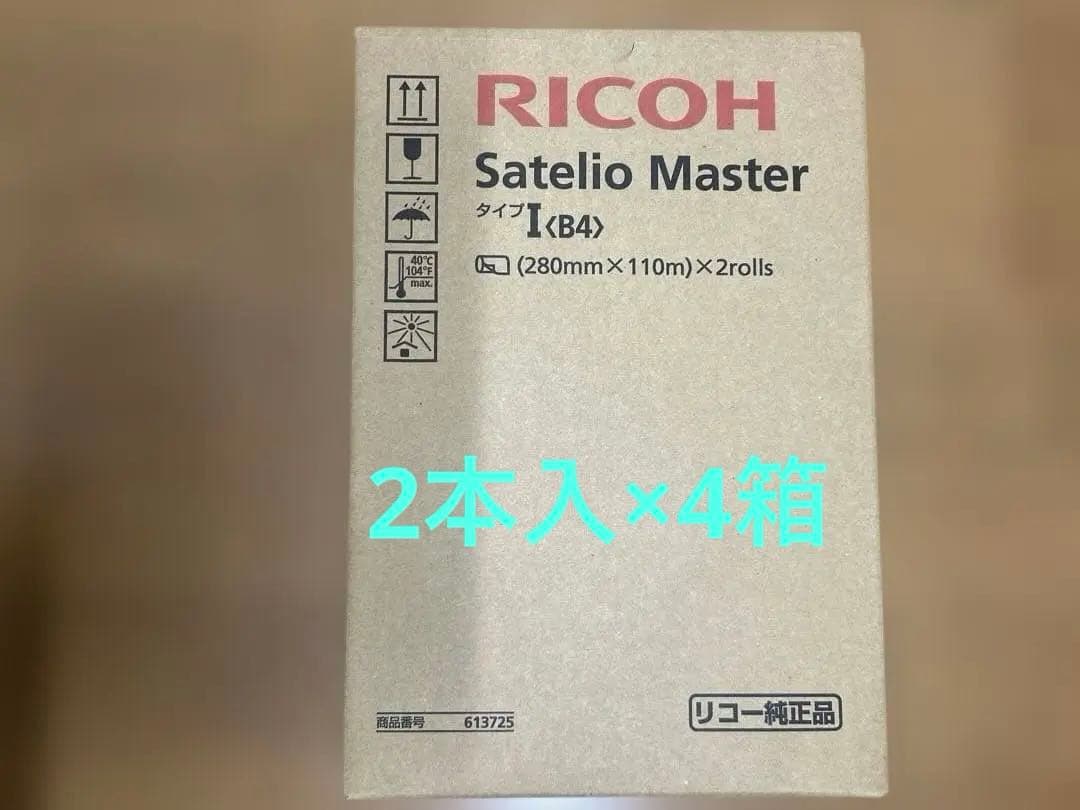 RICOH
Satelio Master
タイプI〈B4〉
(280mm×110m)×2rolls
40℃
104°F
max.
2本入×4箱
商品番号 613725
リコー純正品